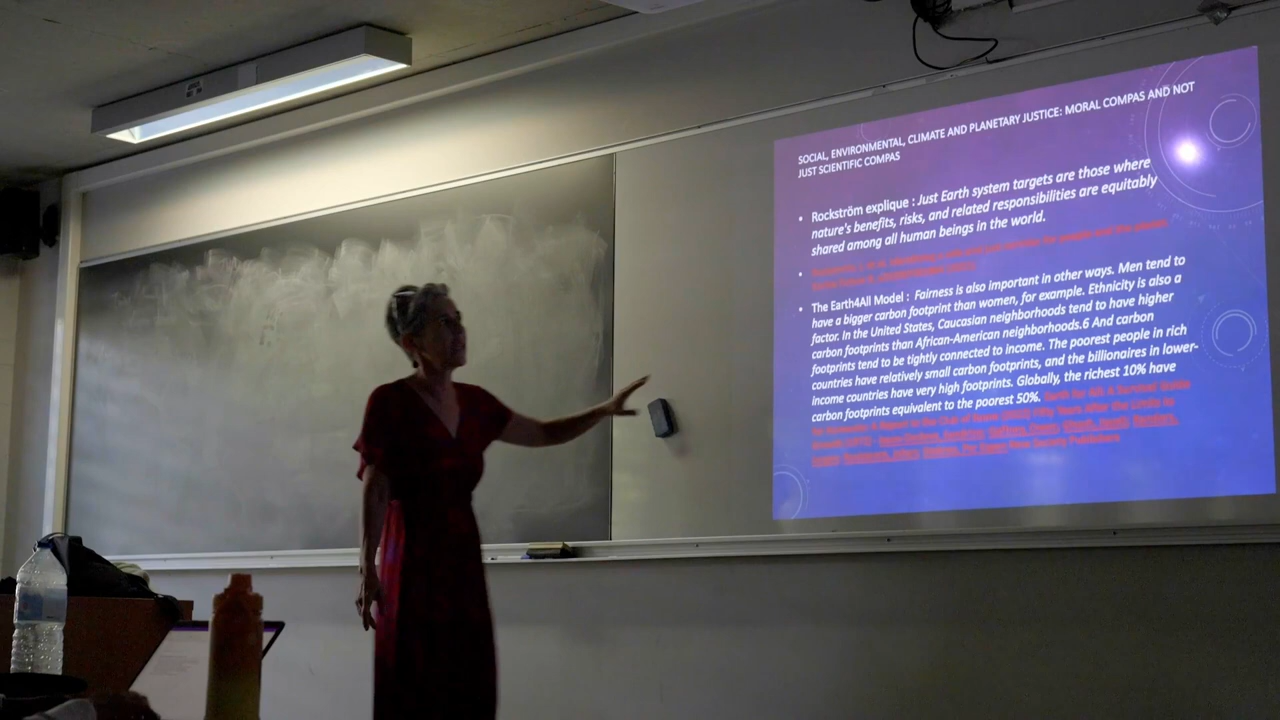 SOCIAL, ENVIRONMENTAL, CLIMATE AND PLANETARY JUSTICE: MORAL COMPAS AND NOT
JUST SCIENTIFIC COMPAS
• Rockström explique : Just Earth system targets are those where
nature's benefits, risks, and related responsibilities are equitably
shared among all human beings in the world.
•
• The Earth4All Model : Fairness is also important in other ways. Men tend to
have a bigger carbon footprint than women, for example. Ethnicity is also a
factor. In the United States, Caucasian neighborhoods tend to have higher
carbon footprints than African-American neighborhoods.6 And carbon
footprints tend to be tightly connected to income. The poorest people in rich
countries have relatively small carbon footprints, and the billionaires in lower-
income countries have very high footprints. Globally, the richest 10% have
carbon footprints equivalent to the poorest 50%. Earth for All: A Survival Guide
for Humanity: A Report to the Club of Rome (2022) Fifty Years After the Limits to
Society Publishers